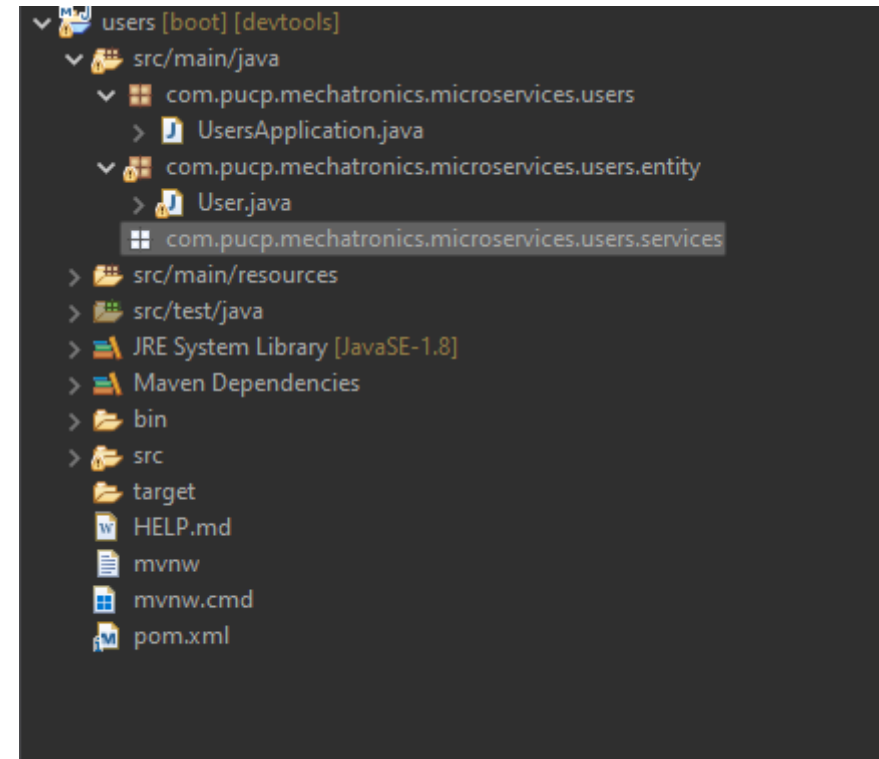 users [boot] [devtools]
src/main/java
com.pucp.mechatronics.microservices.users
UsersApplication.java
com.pucp.mechatronics.microservices.users.entity
User.java
com.pucp.mechatronics.microservices.users.services
src/main/resources
src/test/java
JRE System Library [JavaSE-1.8]
Maven Dependencies
bin
src
target
HELP.md
mvnw
mvnw.cmd
pom.xml